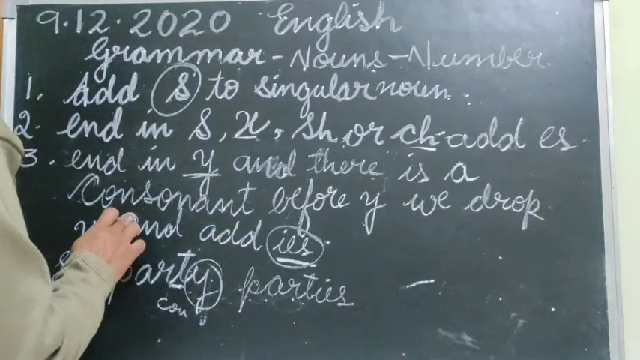 9.12.2020 English
Grammar-Nouns-Number
1. Add S to singular noun.
2. end in S, X, Sh, or ch-add es.
3. end in y and there is a
Consonant before y we drop
and add ies.
party parties
con